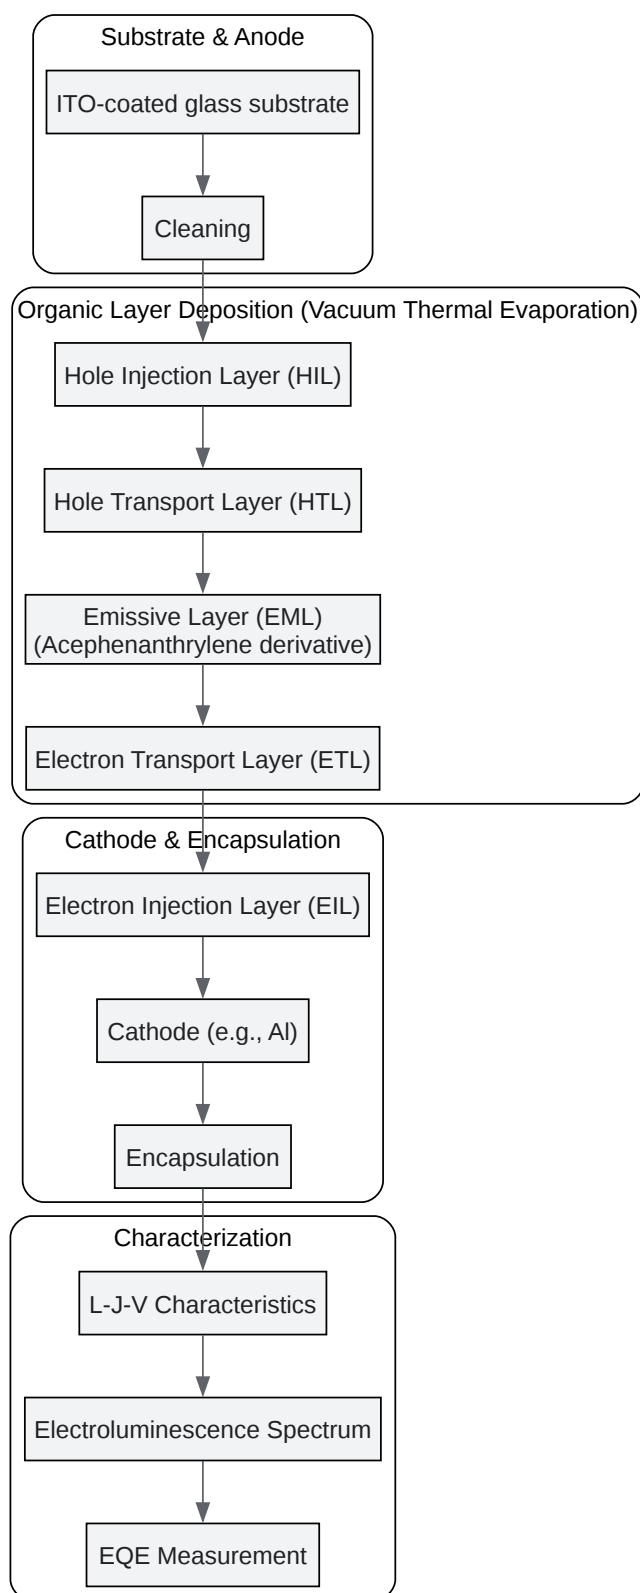 Substrate & Anode
ITO-coated glass substrate
Cleaning
Organic Layer Deposition (Vacuum Thermal Evaporation)
Hole Injection Layer (HIL)
Hole Transport Layer (HTL)
Emissive Layer (EML)
(Acephenanthrylene derivative)
Electron Transport Layer (ETL)
Cathode & Encapsulation
Electron Injection Layer (EIL)
Cathode (e.g., Al)
Encapsulation
Characterization
L-J-V Characteristics
Electroluminescence Spectrum
EQE Measurement